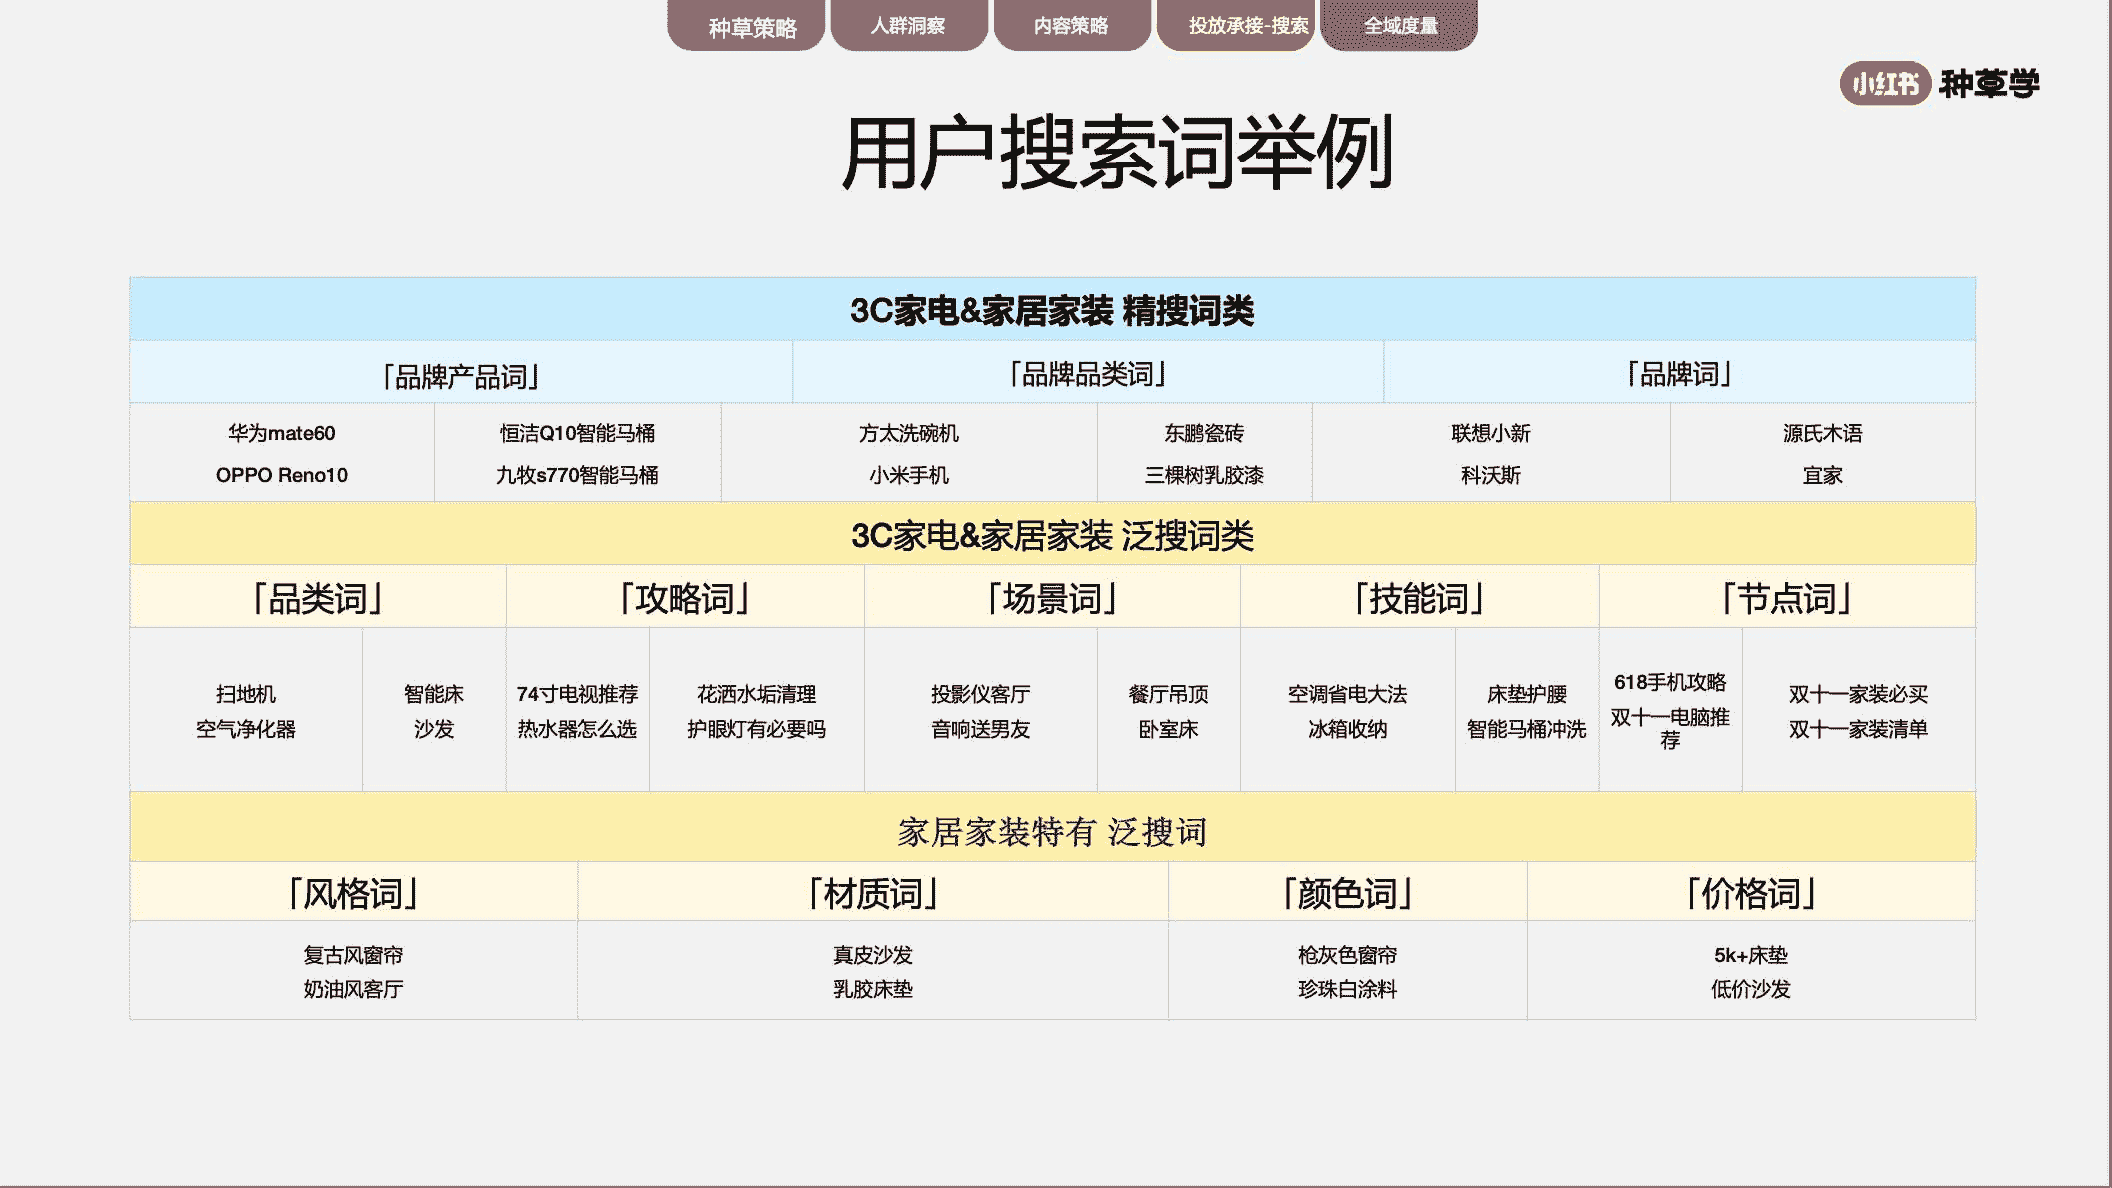 种草策略
人群洞察
内容策略
投放承接-搜索
全域度量
小红书 种草学
用户搜索词举例
3C家电&家居家装 精搜词类
「品牌产品词」
「品牌品类词」
「品牌词」
华为mate60
OPPO Reno10
恒洁Q10智能马桶
九牧s770智能马桶
方太洗碗机
小米手机
东鹏瓷砖
三棵树乳胶漆
联想小新
科沃斯
源氏木语
宜家
3C家电&家居家装 泛搜词类
「品类词」
「攻略词」
「场景词」
「技能词」
「节点词」
扫地机
空气净化器
智能床
沙发
74寸电视推荐
热水器怎么选
花洒水垢清理
护眼灯有必要吗
投影仪客厅
音响送男友
餐厅吊顶
卧室床
空调省电大法
冰箱收纳
床垫护腰
智能马桶冲洗
618手机攻略
双十一电脑推
荐
双十一家装必买
双十一家装清单
家居家装特有 泛搜词
「风格词」
「材质词」
「颜色词」
「价格词」
复古风窗帘
奶油风客厅
真皮沙发
乳胶床垫
枪灰色窗帘
珍珠白涂料
5k+床垫
低价沙发